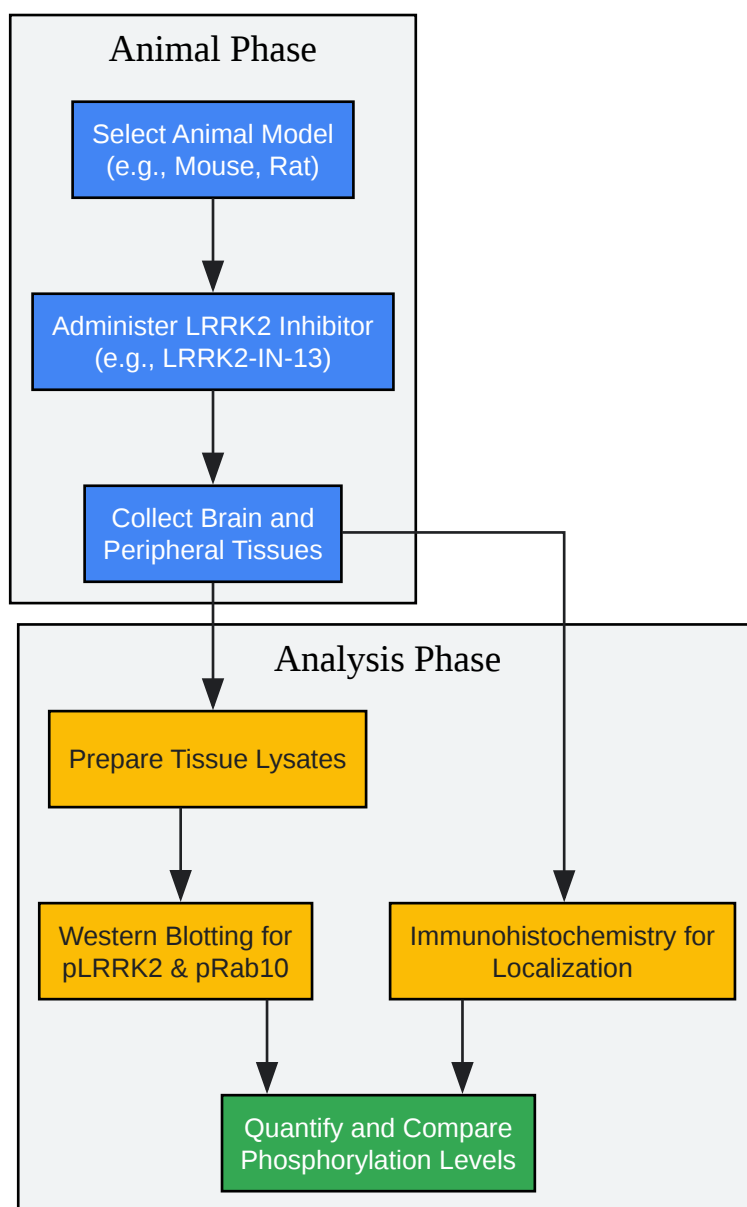 Animal Phase
Select Animal Model
(e.g., Mouse, Rat)
Administer LRRK2 Inhibitor
(e.g., LRRK2-IN-13)
Collect Brain and
Peripheral Tissues
Analysis Phase
Prepare Tissue Lysates
Western Blotting for
pLRRK2 & pRab10
Immunohistochemistry for
Localization
Quantify and Compare
Phosphorylation Levels